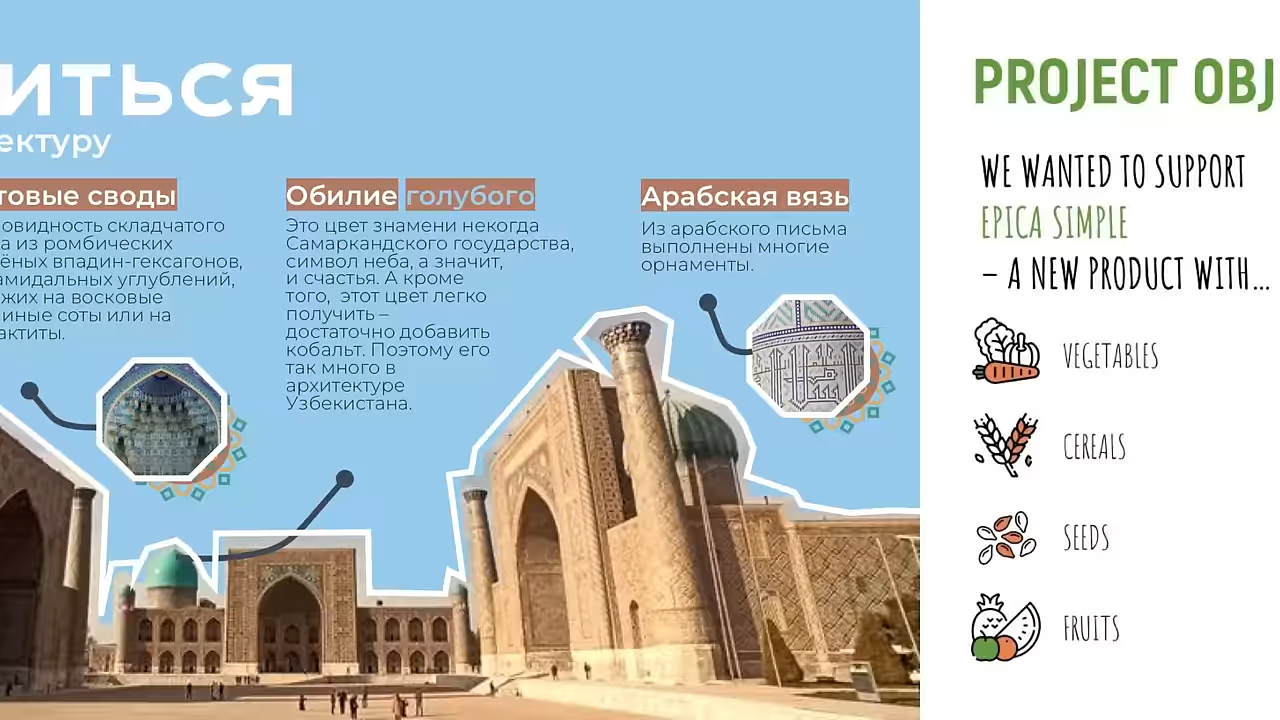 иться
ектуру
товые своды
овидность складчатого
а из ромбических
ёных впадин-гексагонов,
амидальных углублений,
жих на восковые
иные соты или на
актиты.
Обилие голубого
Это цвет знамени некогда
Самаркандского государства,
символ неба, а значит,
и счастья. А кроме
того, этот цвет легко
получить –
достаточно добавить
кобальт. Поэтому его
так много в
архитектуре
Узбекистана.
Арабская вязь
Из арабского письма
выполнены многие
орнаменты.
PROJECT OBJ
WE WANTED TO SUPPORT
EPICA SIMPLE
– A NEW PRODUCT WITH...
VEGETABLES
CEREALS
SEEDS
FRUITS